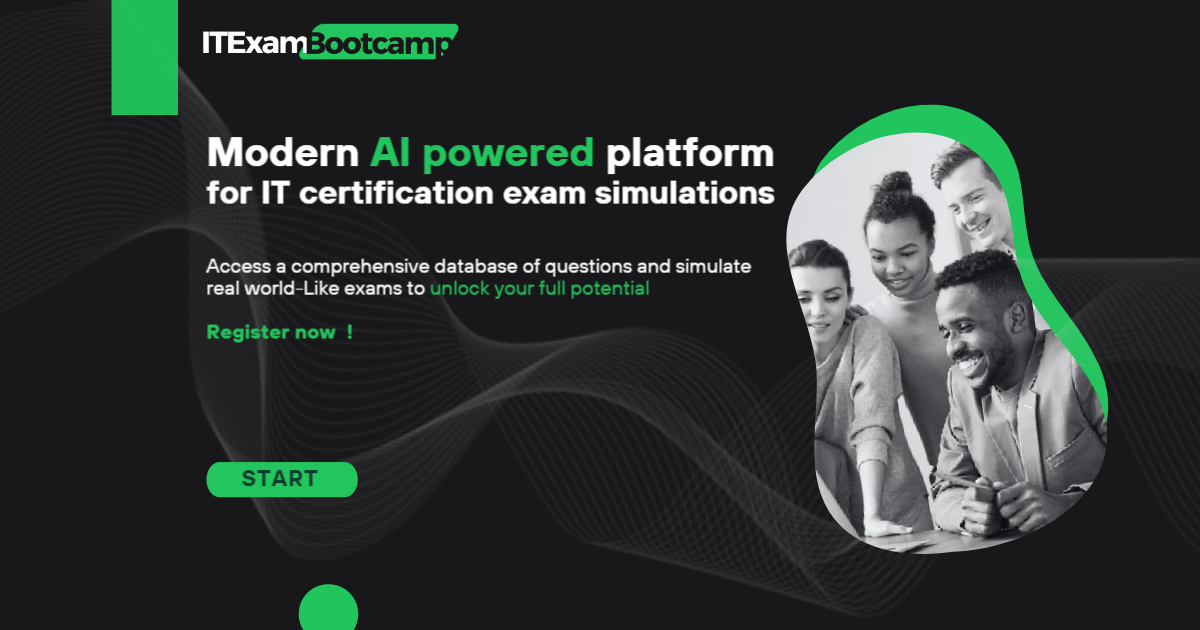 ITExamBootcamp
Modern AI powered platform
for IT certification exam simulations
Access a comprehensive database of questions and simulate
real world-Like exams to unlock your full potential
Register now !
START